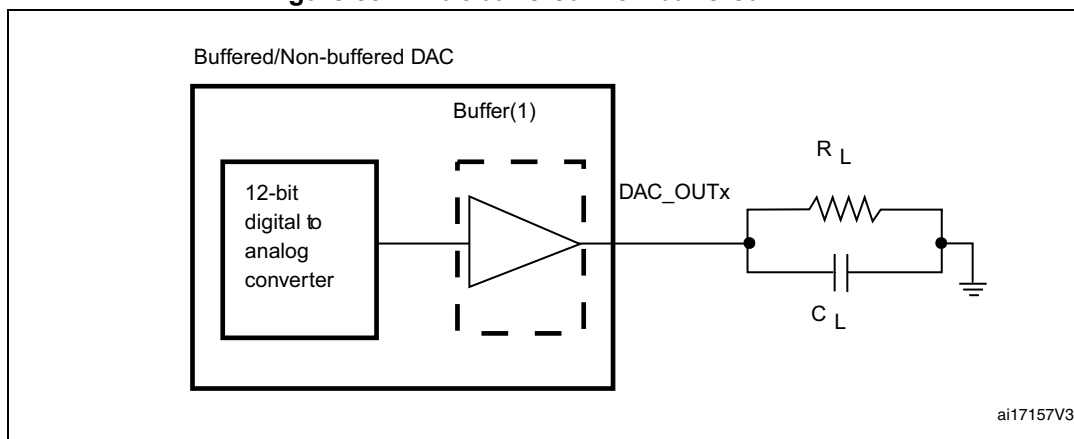 Buffered/Non-buffered DAC
Buffer(1)
12-bit
digital to
analog
converter
DAC_OUTx
R L
C L
ai17157V3